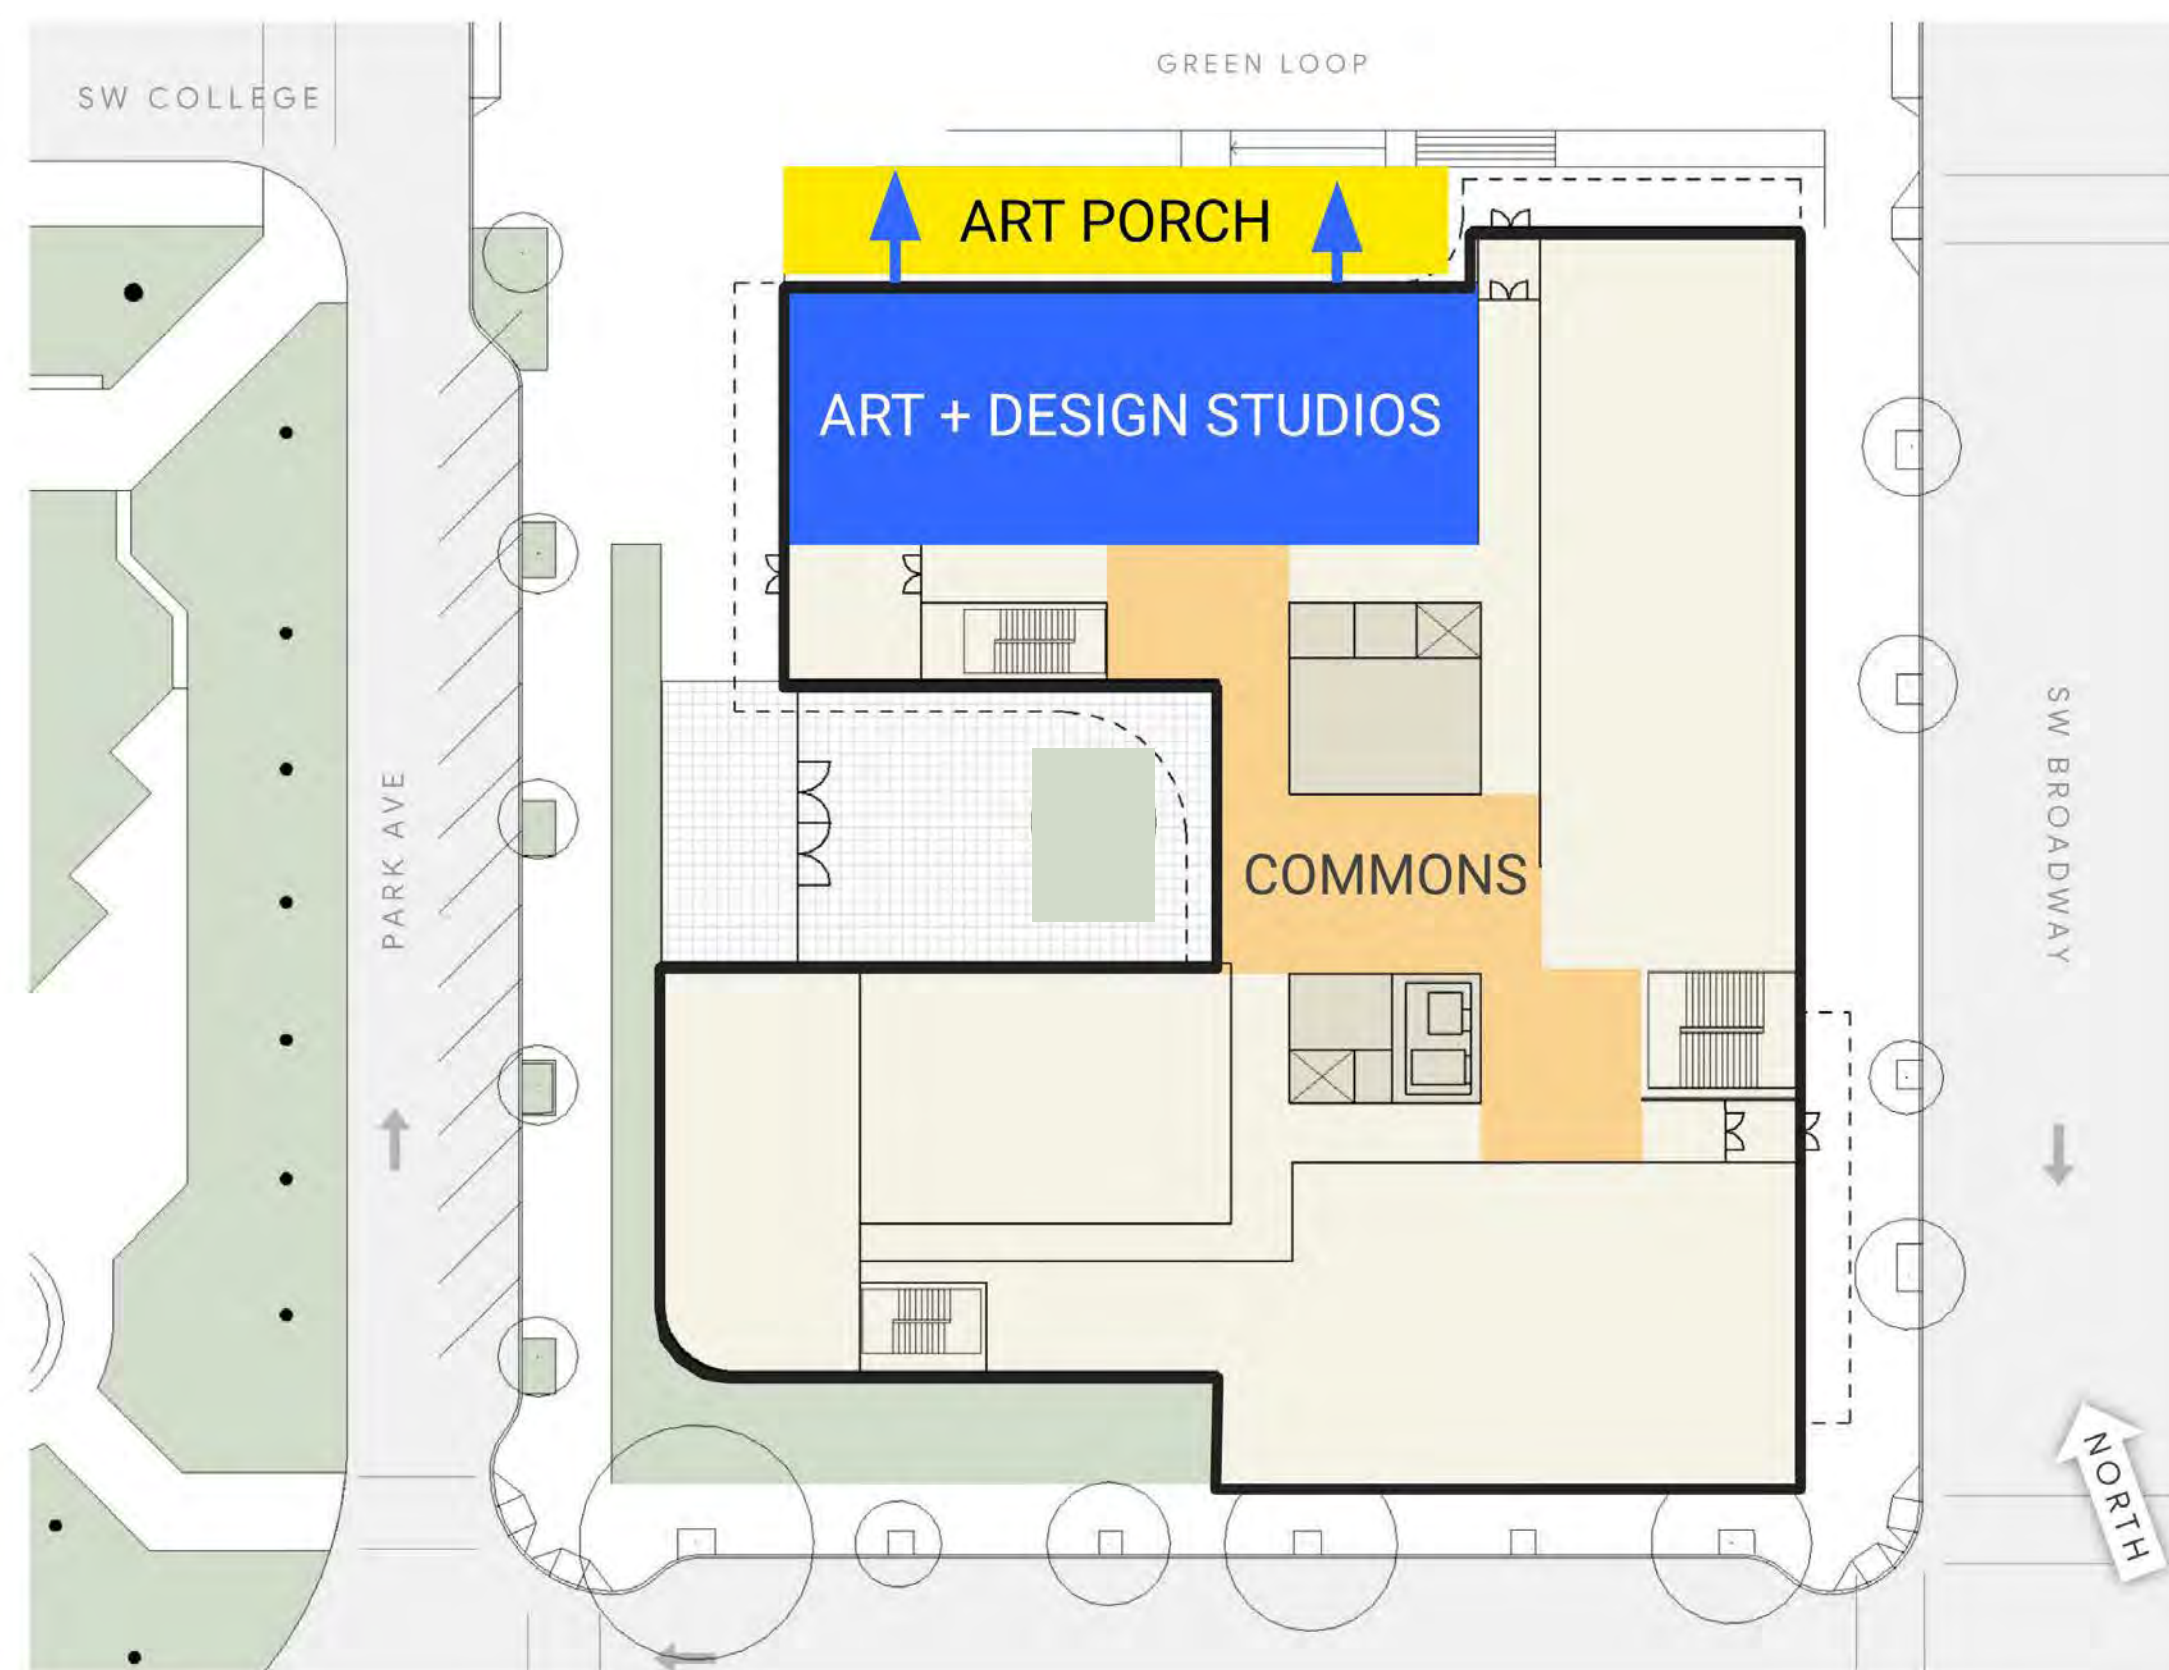 GREEN LOOP
SW COLLEGE
ART PORCH
ART + DESIGN STUDIOS
PARK AVE
COMMONS
SW BROADWAY
NORTH